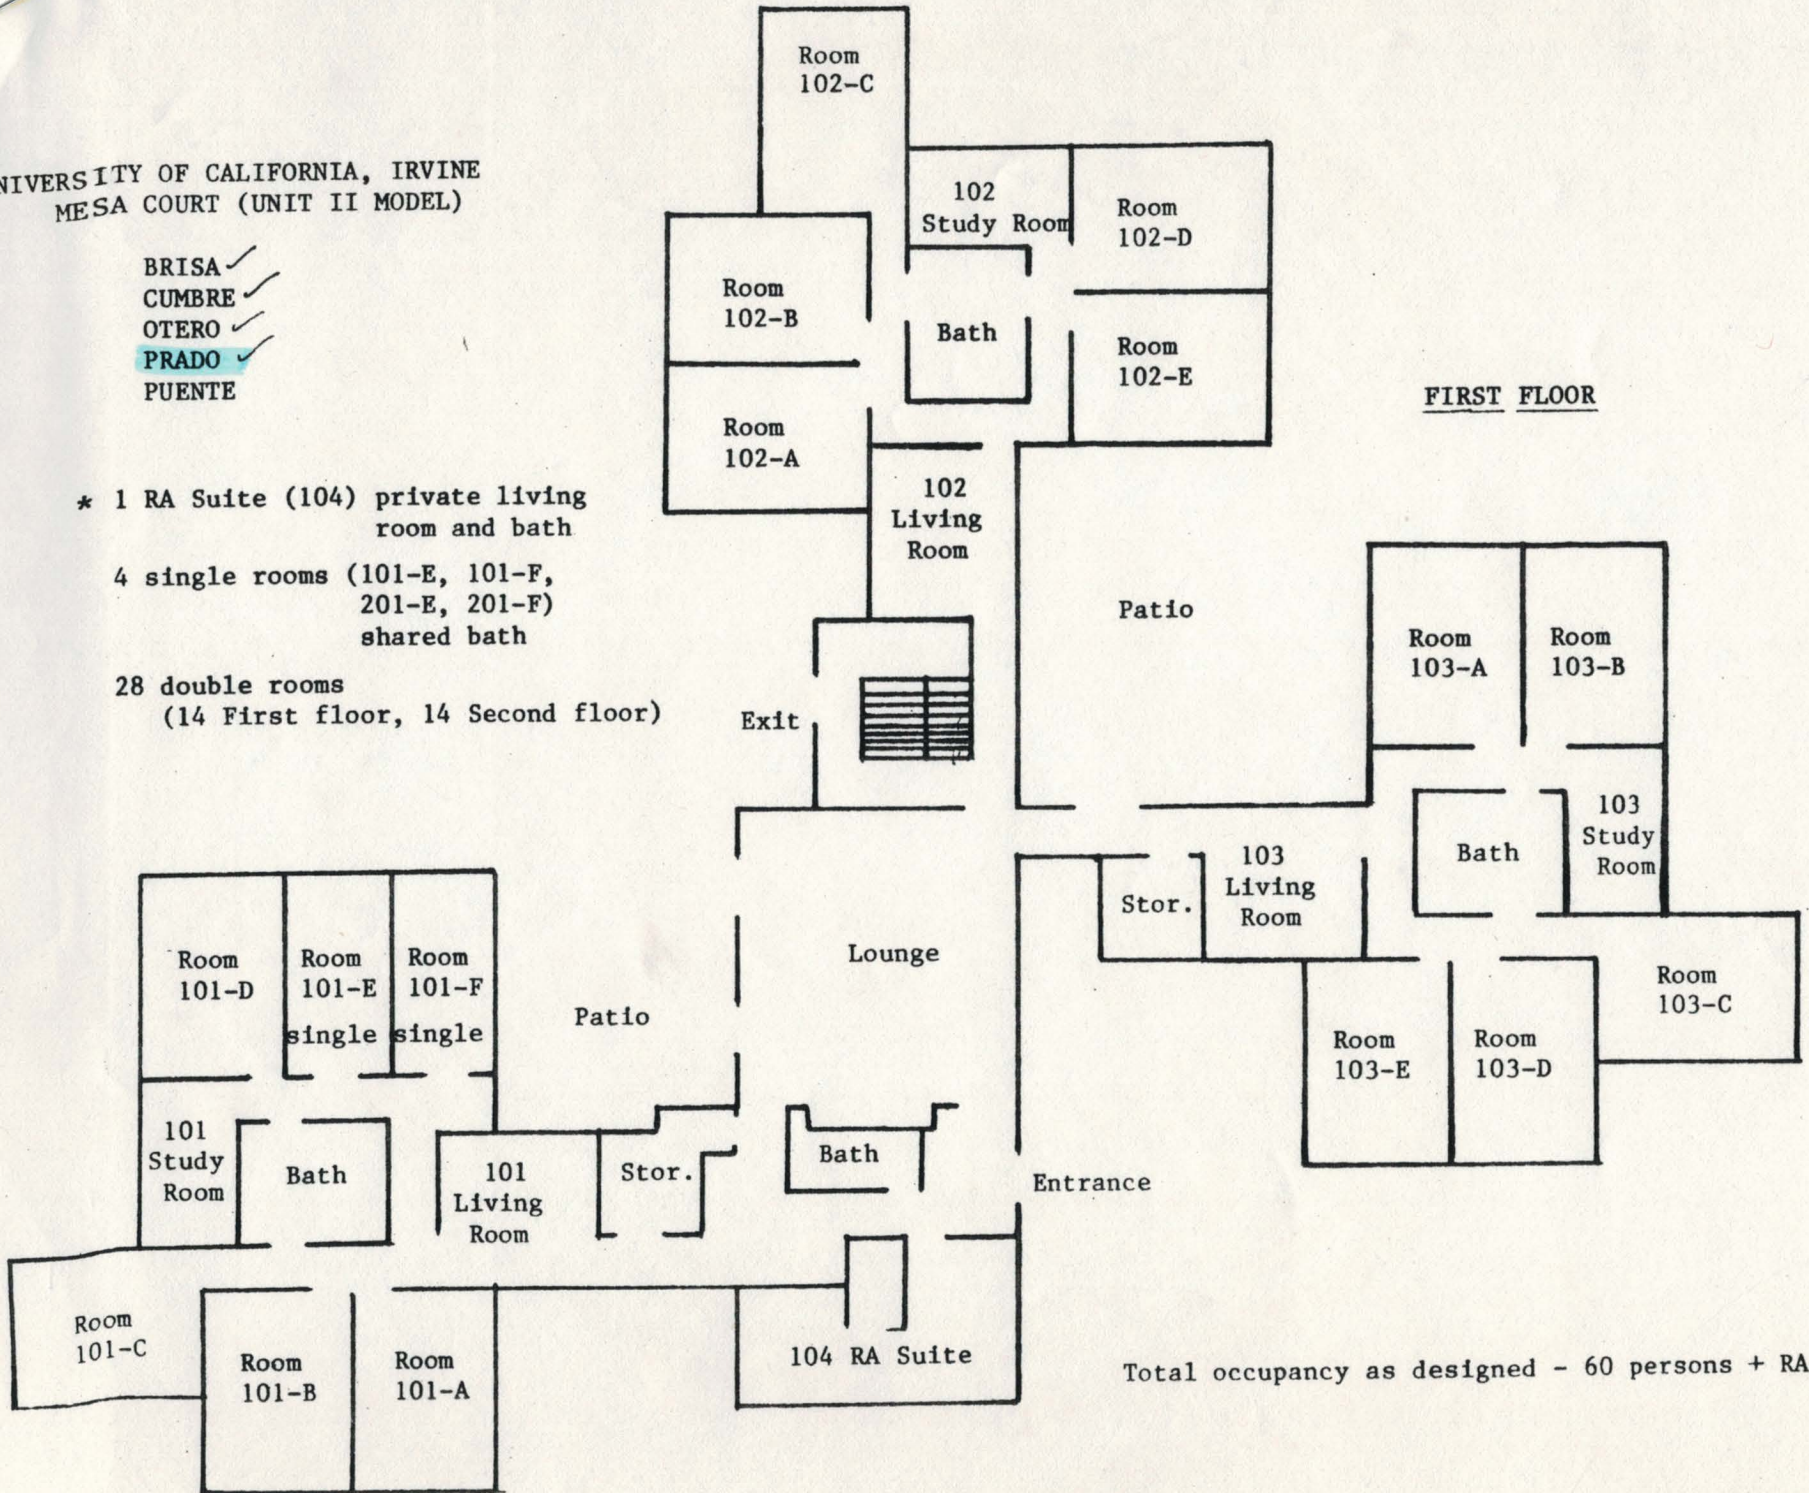 NIVERSITY OF CALIFORNIA, IRVINE
MESA COURT (UNIT II MODEL)
BRISA ✓
CUMBRE ✓
OTERO ✓
PRADO ✓
PUENTE
* 1 RA Suite (104) private living
room and bath
4 single rooms (101-E, 101-F,
201-E, 201-F)
shared bath
28 double rooms
(14 First floor, 14 Second floor)
FIRST FLOOR
Room
102-C
102
Study Room
Room
102-D
Room
102-B
Bath
Room
102-E
Room
102-A
102
Living
Room
Patio
Exit
Room
103-A
Room
103-B
103
Study
Room
Bath
103
Living
Room
Stor.
Lounge
Room
103-C
Room
103-E
Room
103-D
Room
101-D
Room
101-E
single
Room
101-F
single
Patio
101
Study
Room
Bath
101
Living
Room
Stor.
Bath
Entrance
Room
101-C
Room
101-B
Room
101-A
104 RA Suite
Total occupancy as designed - 60 persons + RA